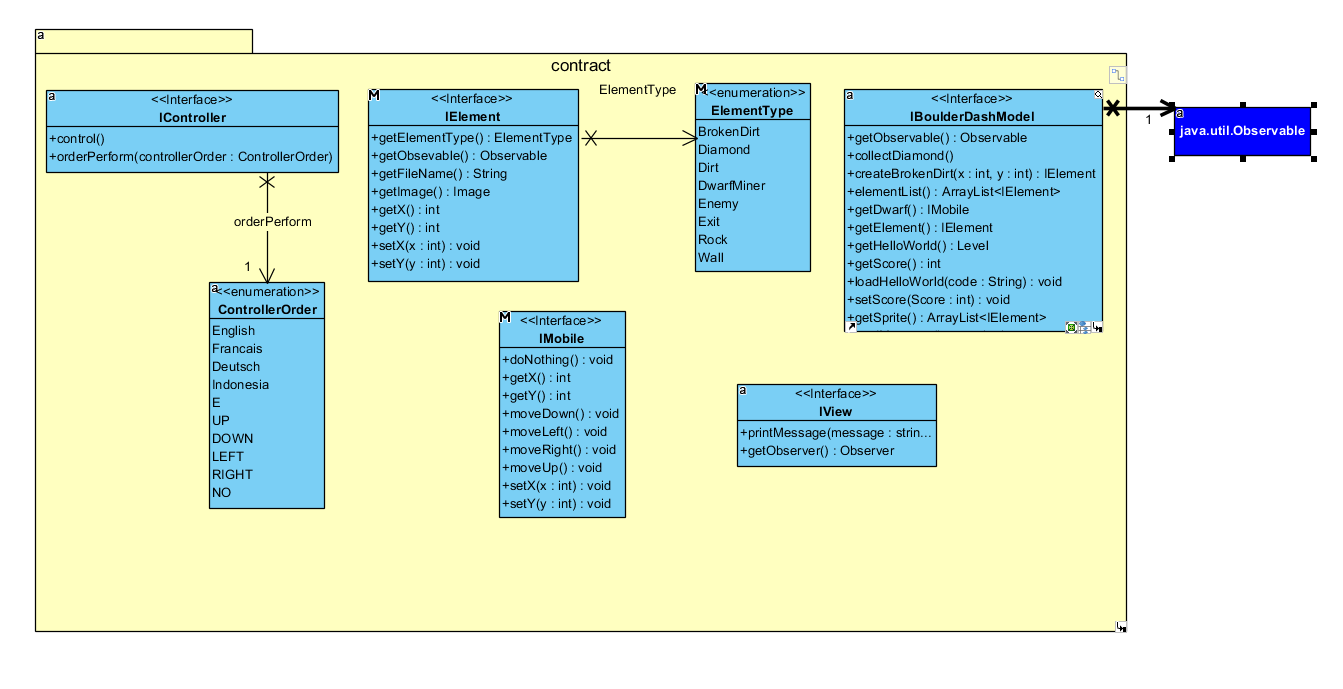 a
contract
a
<<Interface>>
IController
+control()
+orderPerform(controllerOrder : ControllerOrder)
orderPerform
1
a
<<enumeration>>
ControllerOrder
English
Francais
Deutsch
Indonesia
E
UP
DOWN
LEFT
RIGHT
NO
M
<<Interface>>
IElement
+getElementType() : ElementType
+getObsevable() : Observable
+getFileName() : String
+getImage() : Image
+getX() : int
+getY() : int
+setX(x : int) : void
+setY(y : int) : void
ElementType
M
<<enumeration>>
ElementType
BrokenDirt
Diamond
Dirt
DwarfMiner
Enemy
Exit
Rock
Wall
M
<<Interface>>
IMobile
+doNothing() : void
+getX() : int
+getY() : int
+moveDown() : void
+moveLeft() : void
+moveRight() : void
+moveUp() : void
+setX(x : int) : void
+setY(y : int) : void
a
<<Interface>>
IBoulderDashModel
+getObservable() : Observable
+collectDiamond()
+createBrokenDirt(x : int, y : int) : IElement
+elementList() : ArrayList<IElement>
+getDwarf() : IMobile
+getElement() : IElement
+getHelloWorld() : Level
+getScore() : int
+loadHelloWorld(code : String) : void
+setScore(Score : int) : void
+getSprite() : ArrayList<IElement>
a
<<Interface>>
IView
+printMessage(message : strin...
+getObserver() : Observer
1
a
java.util.Observable